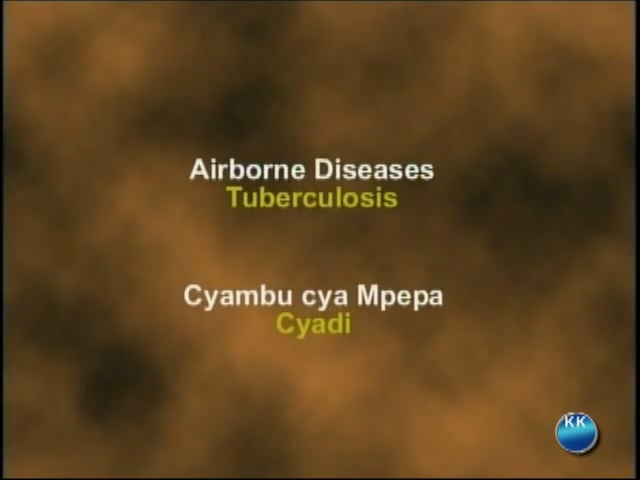 Airborne Diseases
Tuberculosis
Cyambu cya Mpepa
Cyadi
KK